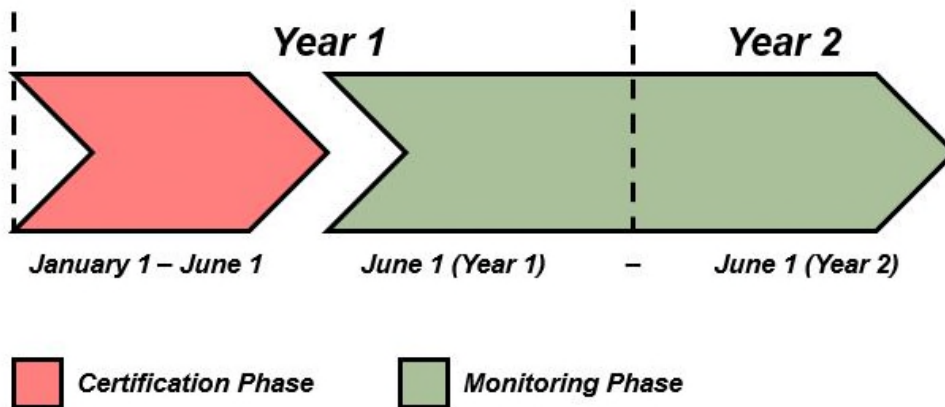 Year 1
Year 2
January 1 – June 1
June 1 (Year 1) – June 1 (Year 2)
Certification Phase
Monitoring Phase